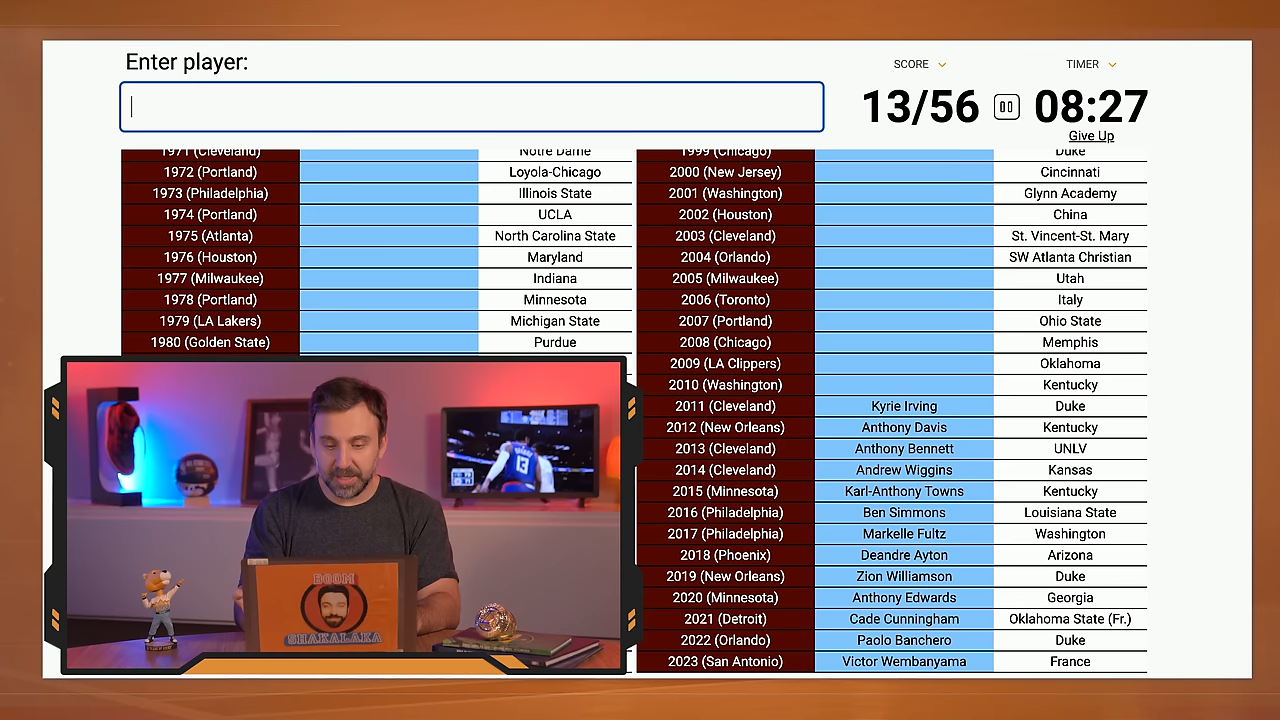 Enter player:
SCORE
TIMER
13/56
08:27
Give Up
1971 (Cleveland) Notre Dame
1972 (Portland) Loyola-Chicago
1973 (Philadelphia) Illinois State
1974 (Portland) UCLA
1975 (Atlanta) North Carolina State
1976 (Houston) Maryland
1977 (Milwaukee) Indiana
1978 (Portland) Minnesota
1979 (LA Lakers) Michigan State
1980 (Golden State) Purdue
1999 (Chicago) Duke
2000 (New Jersey) Cincinnati
2001 (Washington) Glynn Academy
2002 (Houston) China
2003 (Cleveland) St. Vincent-St. Mary
2004 (Orlando) SW Atlanta Christian
2005 (Milwaukee) Utah
2006 (Toronto) Italy
2007 (Portland) Ohio State
2008 (Chicago) Memphis
2009 (LA Clippers) Oklahoma
2010 (Washington) Kentucky
2011 (Cleveland) Kyrie Irving Duke
2012 (New Orleans) Anthony Davis Kentucky
2013 (Cleveland) Anthony Bennett UNLV
2014 (Cleveland) Andrew Wiggins Kansas
2015 (Minnesota) Karl-Anthony Towns Kentucky
2016 (Philadelphia) Ben Simmons Louisiana State
2017 (Philadelphia) Markelle Fultz Washington
2018 (Phoenix) Deandre Ayton Arizona
2019 (New Orleans) Zion Williamson Duke
2020 (Minnesota) Anthony Edwards Georgia
2021 (Detroit) Cade Cunningham Oklahoma State (Fr.)
2022 (Orlando) Paolo Banchero Duke
2023 (San Antonio) Victor Wembanyama France
13
BOOM
SHAKALAKA